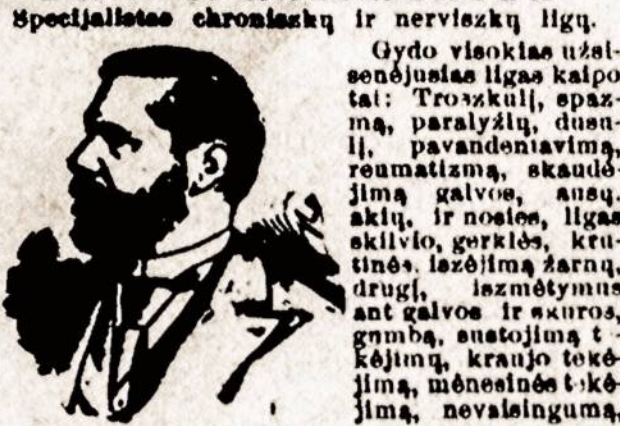 Specijalistas chroniszkų ir nerviszkų ligų.
Gydo visokias užsi-
senėjusias ligas kaipo
tai: Troszkulį, spaz-
mą, paralyžių, dusu-
lį, pavandeniavimą,
reumatizmą, skaudė-
jimą galvos, ausų,
akių, ir nosies, ligas
skilvio, gerklės, kru-
tinės, iszėjimą žarnų,
drugį, iszmėtymus
ant galvos ir skuros,
gumbą, sustojimą t -
kėjimų, kraujo tekė-
jimą, mėnesinės tekė-
jimą, nevaisingumą,